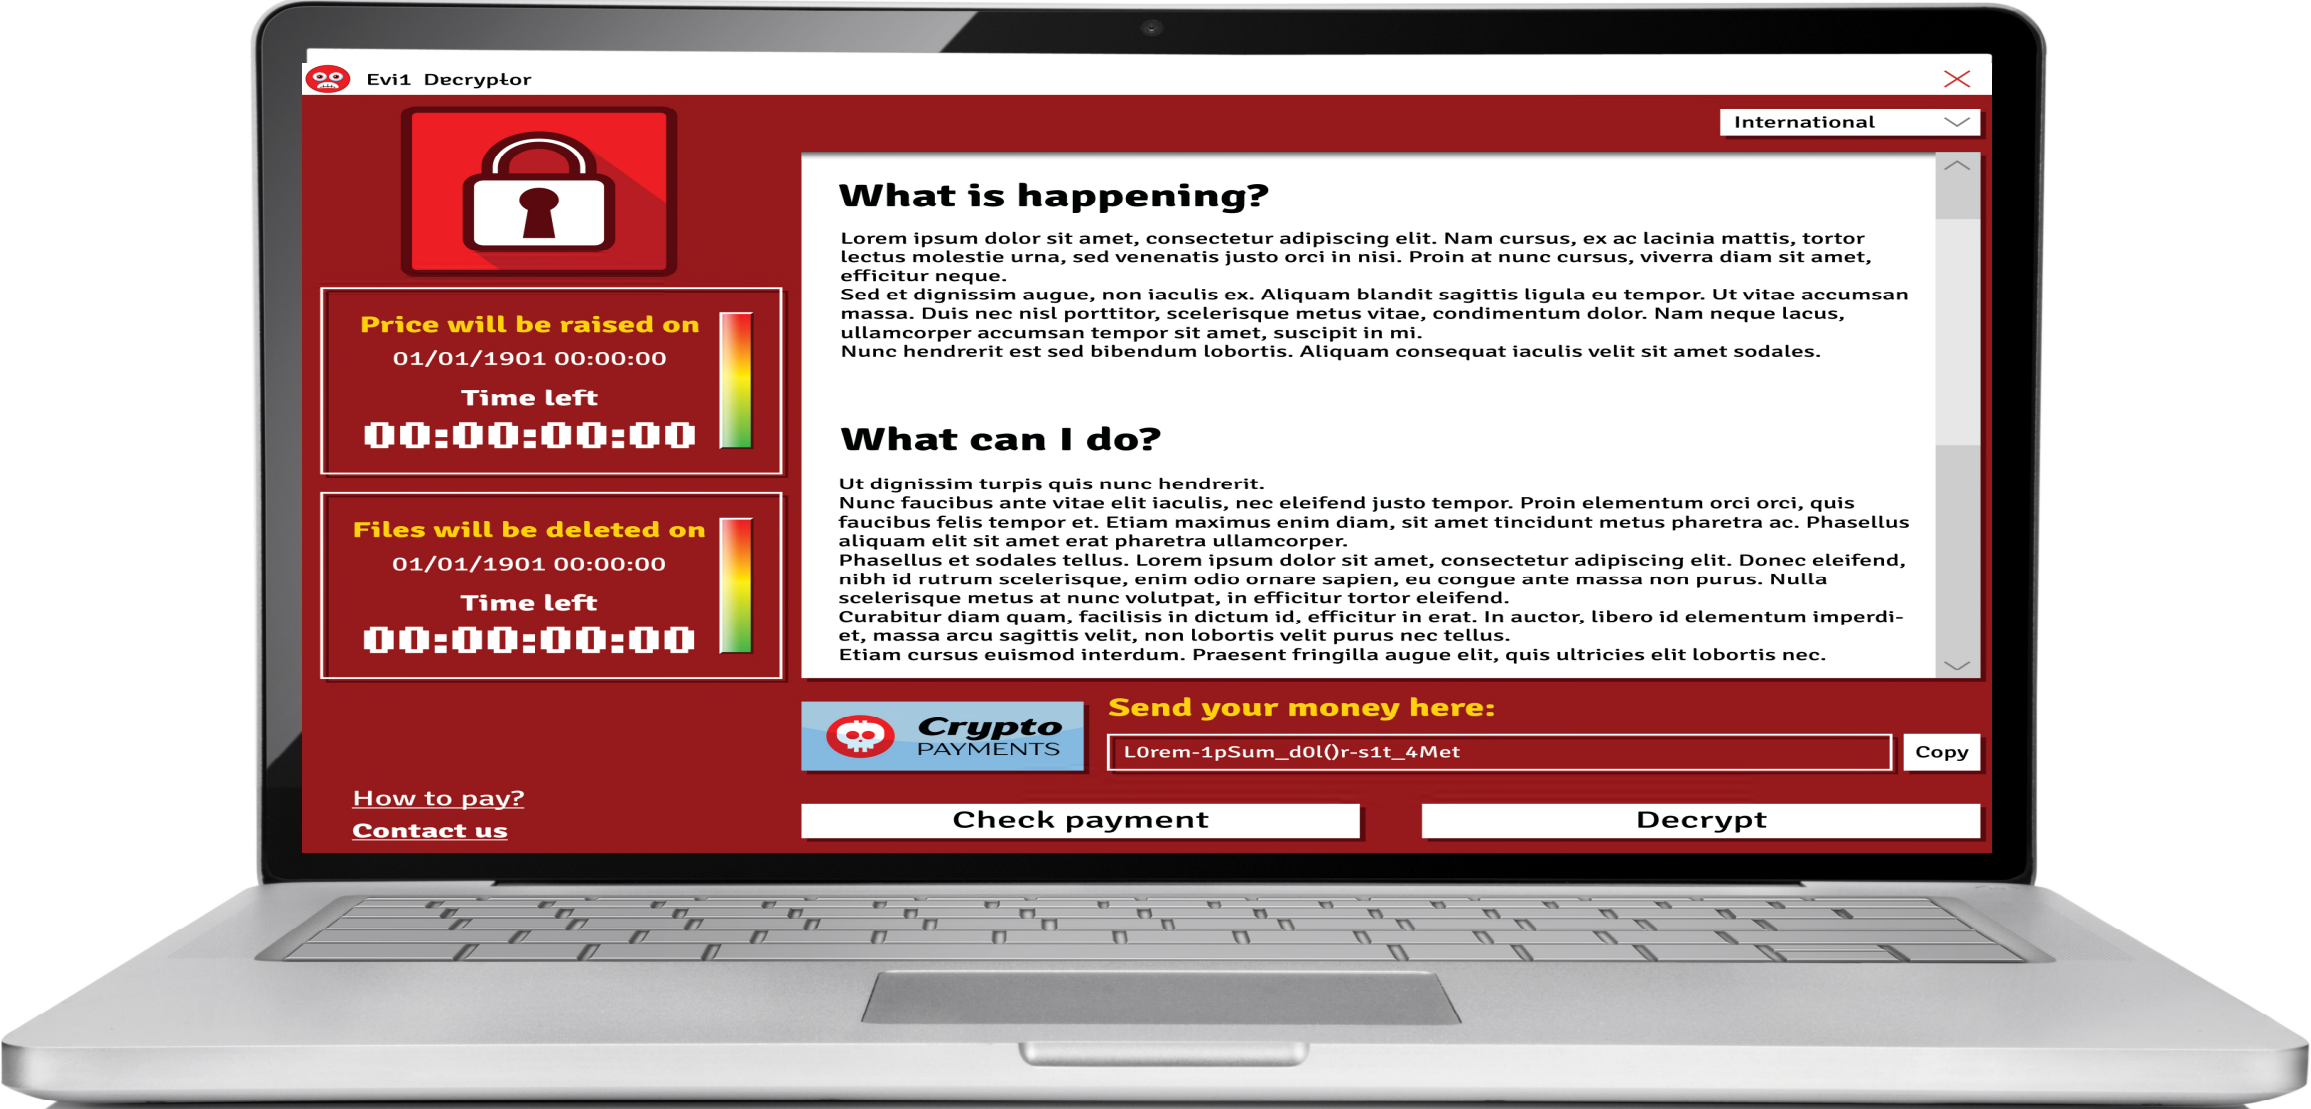 Evi1 Decryptor
International
What is happening?
Lorem ipsum dolor sit amet, consectetur adipiscing elit. Nam cursus, ex ac lacinia mattis, tortor
lectus molestie urna, sed venenatis justo orci in nisi. Proin at nunc cursus, viverra diam sit amet,
efficitur neque.
Sed et dignissim augue, non iaculis ex. Aliquam blandit sagittis ligula eu tempor. Ut vitae accumsan
massa. Duis nec nisl porttitor, scelerisque metus vitae, condimentum dolor. Nam neque lacus,
ullamcorper accumsan tempor sit amet, suscipit in mi.
Nunc hendrerit est sed bibendum lobortis. Aliquam consequat iaculis velit sit amet sodales.
What can I do?
Ut dignissim turpis quis nunc hendrerit.
Nunc faucibus ante vitae elit iaculis, nec eleifend justo tempor. Proin elementum orci orci, quis
faucibus felis tempor et. Etiam maximus enim diam, sit amet tincidunt metus pharetra ac. Phasellus
aliquam elit sit amet erat pharetra ullamcorper.
Phasellus et sodales tellus. Lorem ipsum dolor sit amet, consectetur adipiscing elit. Donec eleifend,
nibh id rutrum scelerisque, enim odio ornare sapien, eu congue ante massa non purus. Nulla
scelerisque metus at nunc volutpat, in efficitur tortor eleifend.
Curabitur diam quam, facilisis in dictum id, efficitur in erat. In auctor, libero id elementum imperdi-
et, massa arcu sagittis velit, non lobortis velit purus nec tellus.
Etiam cursus euismod interdum. Praesent fringilla augue elit, quis ultricies elit lobortis nec.
Price will be raised on
01/01/1901 00:00:00
Time left
00:00:00:00
Files will be deleted on
01/01/1901 00:00:00
Time left
00:00:00:00
How to pay?
Contact us
Crypto
PAYMENTS
Send your money here:
L0rem-1pSum_d0l()r-s1t_4Met
Copy
Check payment
Decrypt